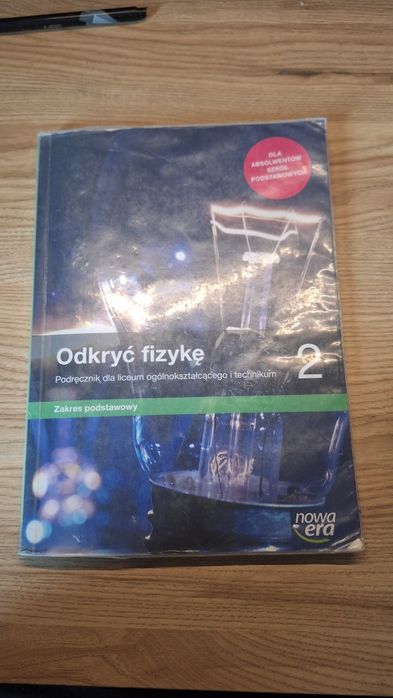 DLA
ABSOLWENTÓW
SZKÓŁ
PODSTAWOWYCH
Odkryć fizykę
2
Podręcznik dla liceum ogólnokształcącego i technikum
Zakres podstawowy
nowa
era